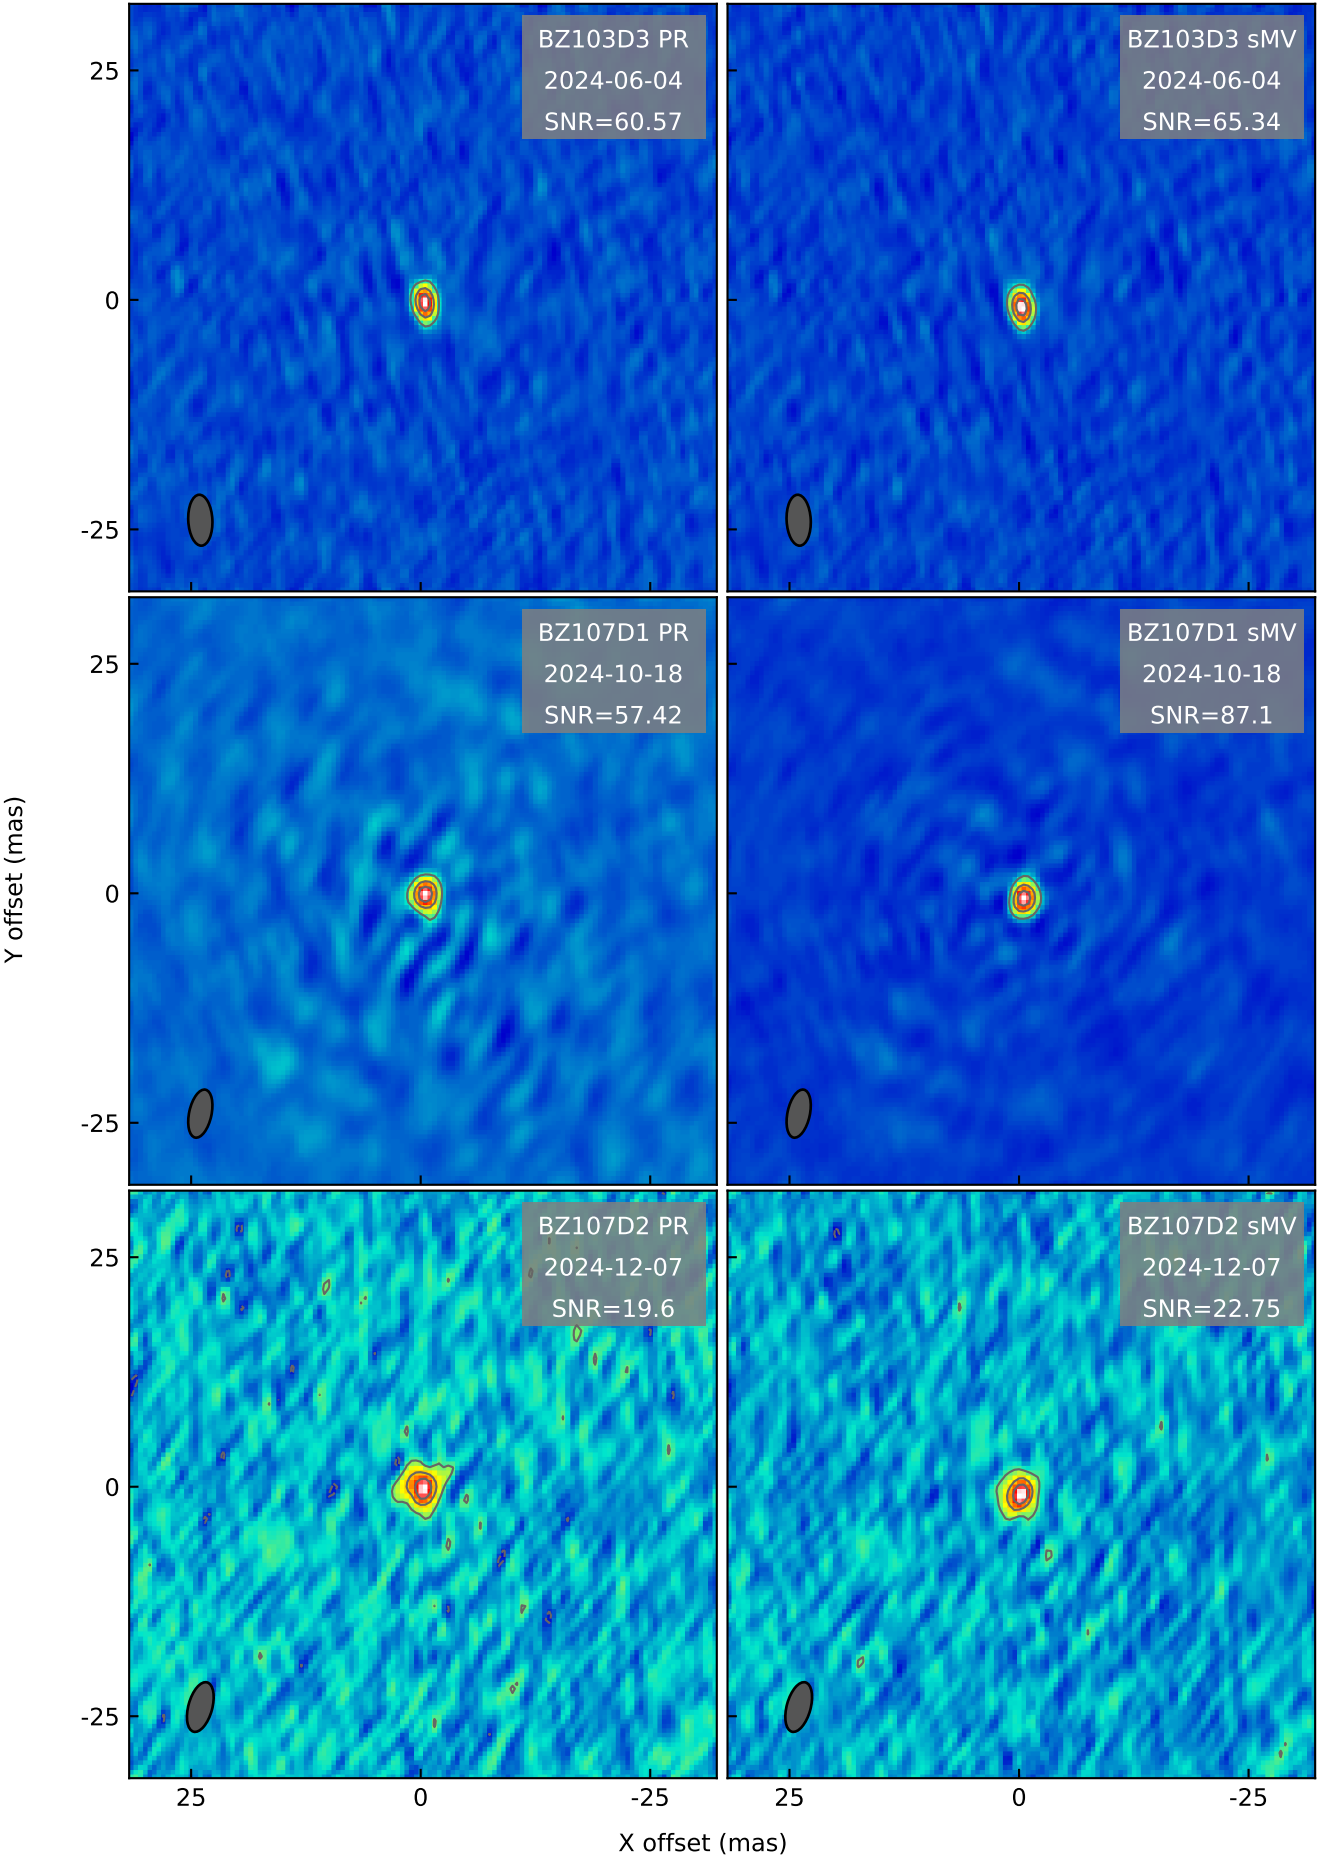 BZ103D3 PR
2024-06-04
SNR=60.57
BZ103D3 sMV
2024-06-04
SNR=65.34
25
0
-25
BZ107D1 PR
2024-10-18
SNR=57.42
BZ107D1 sMV
2024-10-18
SNR=87.1
25
0
-25
Y offset (mas)
BZ107D2 PR
2024-12-07
SNR=19.6
BZ107D2 sMV
2024-12-07
SNR=22.75
25
0
-25
25 0 -25 25 0 -25
X offset (mas)